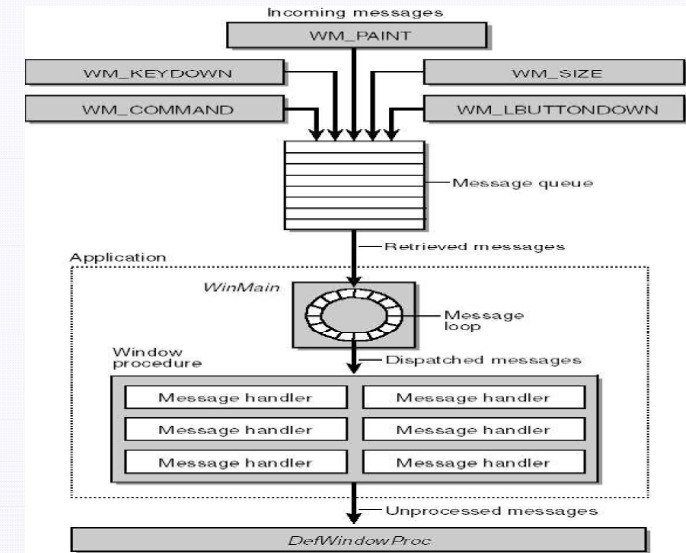 Incoming messages
WM_PAINT
WM_KEYDOWN
WM_SIZE
WM_COMMAND
WM_LBUTTONDOWN
Message queue
Retrieved messages
Application
WinMain
Message
loop
Window
procedure
Dispatched messages
Message handler
Message handler
Message handler
Message handler
Message handler
Message handler
Unprocessed messages
DefWindowProc